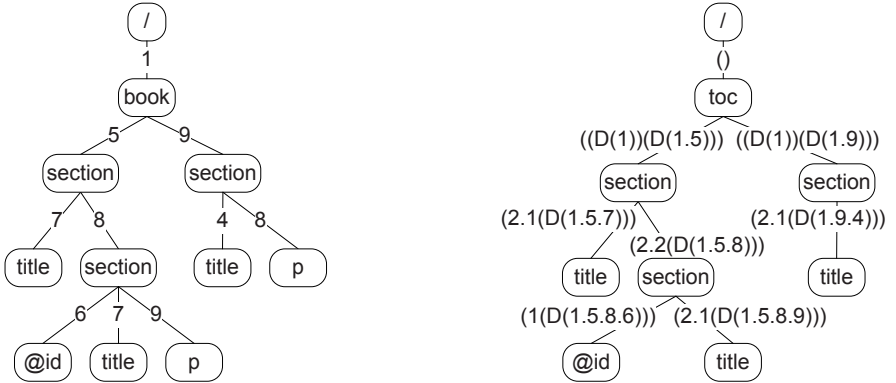 / /
1 ()
book toc
5 9 ((D(1))(D(1.5))) ((D(1))(D(1.9)))
section section section section
7 8 4 8 (2.1(D(1.5.7))) (2.1(D(1.9.4)))
(2.2(D(1.5.8)))
title section title p title section title
6 7 9 (1(D(1.5.8.6))) (2.1(D(1.5.8.9)))
@id title p @id title